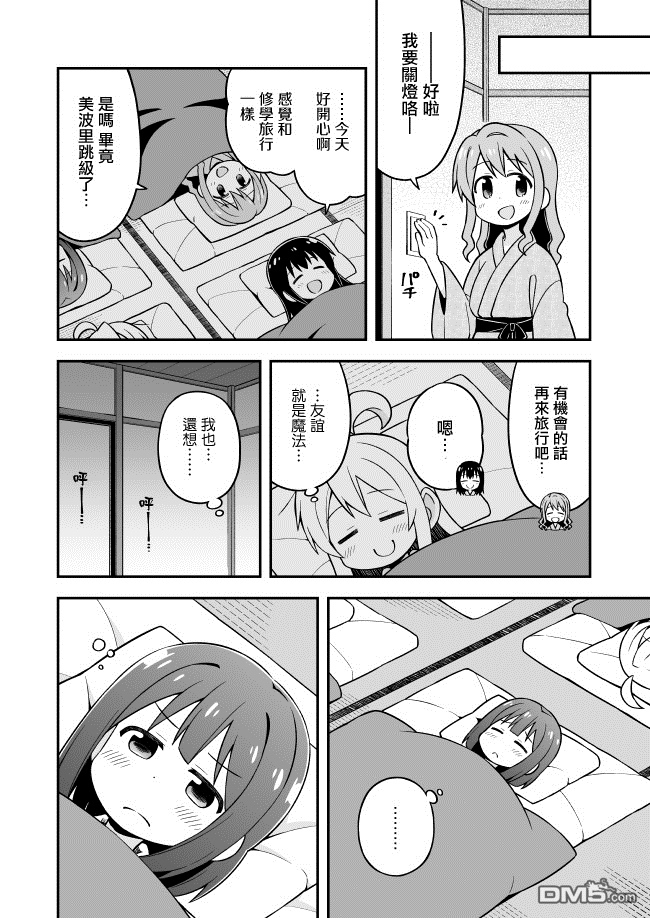 ——好啦
我要關燈咯—
パチ
……今天
好開心啊
感覺和
修學旅行
一樣
是嗎 畢竟
美波里跳級了…
有機會的話
再來旅行吧…
嗯…
…友誼
就是魔法…
我也…
還想……
呼ー…
呼ー…
………
DM5.com